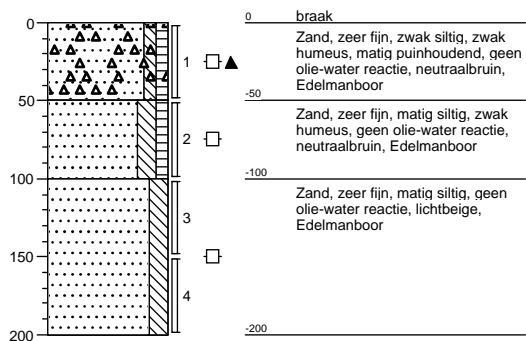 0
50
100
150
200
1
2
3
4
0 braak
Zand, zeer fijn, zwak siltig, zwak
humeus, matig puinhoudend, geen
olie-water reactie, neutraalbruin,
Edelmanboor
-50
Zand, zeer fijn, matig siltig, zwak
humeus, geen olie-water reactie,
neutraalbruin, Edelmanboor
-100
Zand, zeer fijn, matig siltig, geen
olie-water reactie, lichtbeige,
Edelmanboor
-200